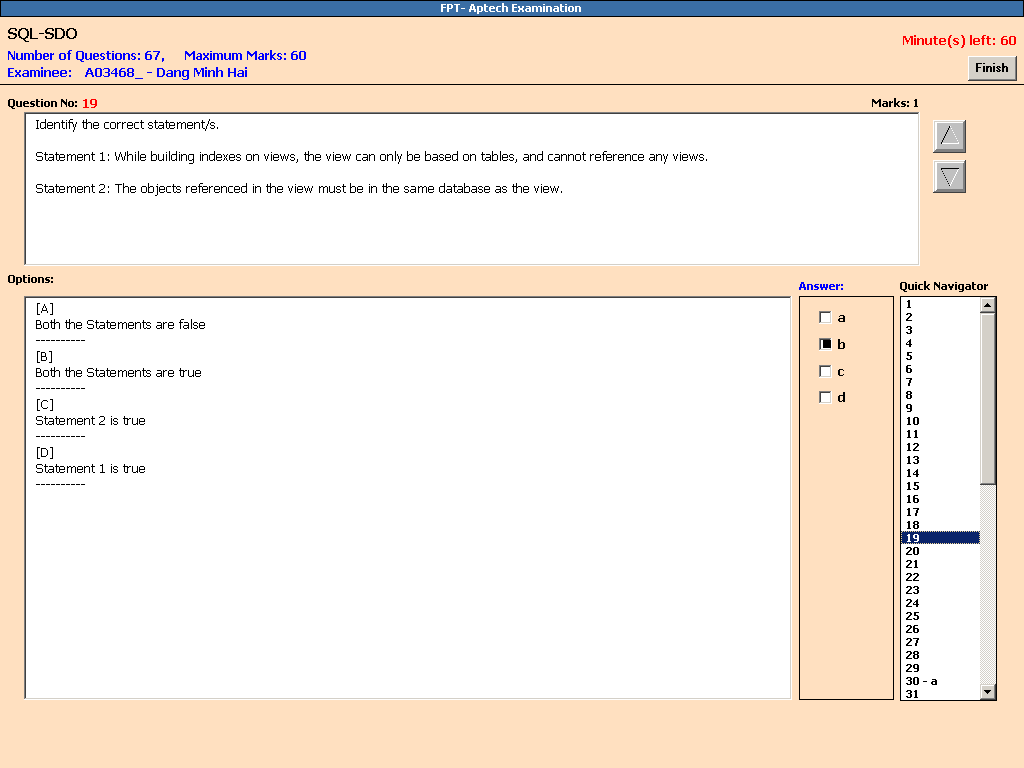 FPT- Aptech Examination
SQL-SDO
Minute(s) left: 60
Number of Questions: 67, Maximum Marks: 60
Examinee: A03468_ - Dang Minh Hai
Finish
Question No: 19
Marks: 1
Identify the correct statement/s.
Statement 1: While building indexes on views, the view can only be based on tables, and cannot reference any views.
Statement 2: The objects referenced in the view must be in the same database as the view.
Options:
[A]
Both the Statements are false
----------
[B]
Both the Statements are true
----------
[C]
Statement 2 is true
----------
[D]
Statement 1 is true
----------
Answer:
a
b
c
d
Quick Navigator
1
2
3
4
5
6
7
8
9
10
11
12
13
14
15
16
17
18
19
20
21
22
23
24
25
26
27
28
29
30 - a
31